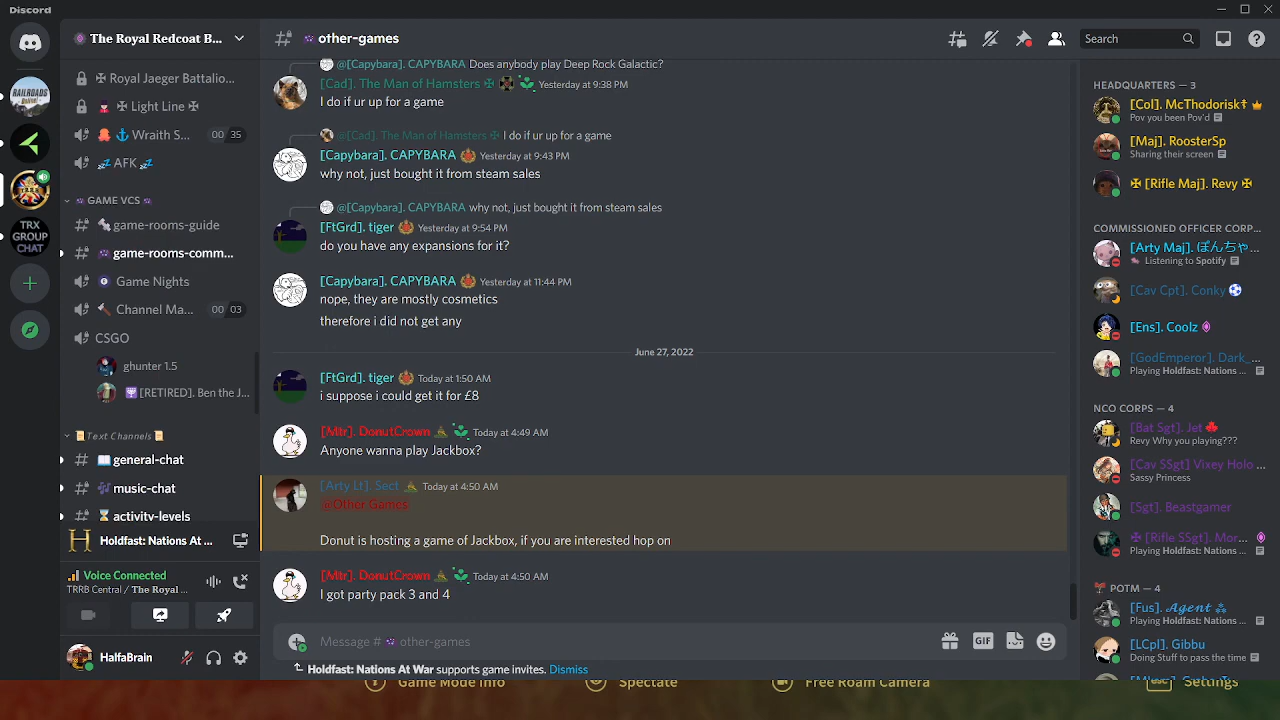 Discord
The Royal Redcoat B...
other-games
Search
RAILROADS
Online!
TRRB
TRX
GROUP
CHAT
Royal Jaeger Battalio...
Light Line
Wraith S...
00 35
AFK
GAME VCS
game-rooms-guide
game-rooms-comm...
Game Nights
Channel Ma...
00 03
CSGO
ghunter 1.5
[RETIRED]. Ben the J...
Text Channels
general-chat
music-chat
activity-levels
Holdfast: Nations At ...
Voice Connected
TRRB Central / The Royal ...
HalfaBrain
@[Capybara]. CAPYBARA Does anybody play Deep Rock Galactic?
[Cad]. The Man of Hamsters ✠ Yesterday at 9:38 PM
I do if ur up for a game
@[Cad]. The Man of Hamsters ✠ I do if ur up for a game
[Capybara]. CAPYBARA Yesterday at 9:43 PM
why not, just bought it from steam sales
@[Capybara]. CAPYBARA why not, just bought it from steam sales
[FtGrd]. tiger Yesterday at 9:54 PM
do you have any expansions for it?
[Capybara]. CAPYBARA Yesterday at 11:44 PM
nope, they are mostly cosmetics
therefore i did not get any
June 27, 2022
[FtGrd]. tiger Today at 1:50 AM
i suppose i could get it for £8
[Mtr]. DonutCrown Today at 4:49 AM
Anyone wanna play Jackbox?
[Arty Lt]. Sect Today at 4:50 AM
@Other Games
Donut is hosting a game of Jackbox, if you are interested hop on
[Mtr]. DonutCrown Today at 4:50 AM
I got party pack 3 and 4
Message # other-games
GIF
Holdfast: Nations At War supports game invites. Dismiss
HEADQUARTERS — 3
[Col]. McThodorisk☨
Pov you been Pov'd
[Maj]. RoosterSp
Sharing their screen
✠ [Rifle Maj]. Revy ✠
COMMISSIONED OFFICER CORP...
[Arty Maj]. ぽんちゃ...
Listening to Spotify
[Cav Cpt]. Conky
[Ens]. Coolz
[GodEmperor]. Dark_...
Playing Holdfast: Nations ...
NCO CORPS — 4
[Bat Sgt]. Jet
Revy Why you playing???
[Cav SSgt] Vixey Holo ...
Sassy Princess
[Sgt]. Beastgamer
✠ [Rifle SSgt]. Mor...
Playing Holdfast: Nations ...
POTM — 4
[Fus]. 𝓐𝓰𝓮𝓷𝓽
Playing Holdfast: Nations ...
[LCpl]. Gibbu
Doing Stuff to pass the time
Game Mode Info
Spectate
Free Roam Camera
ESC
Settings